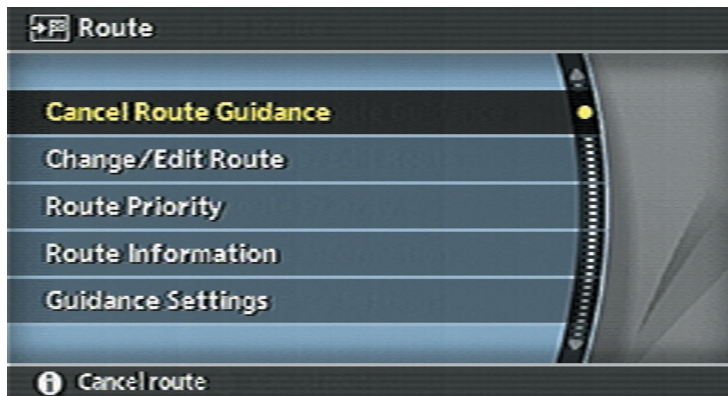 Route
Cancel Route Guidance
Change/Edit Route
Route Priority
Route Information
Guidance Settings
Cancel route